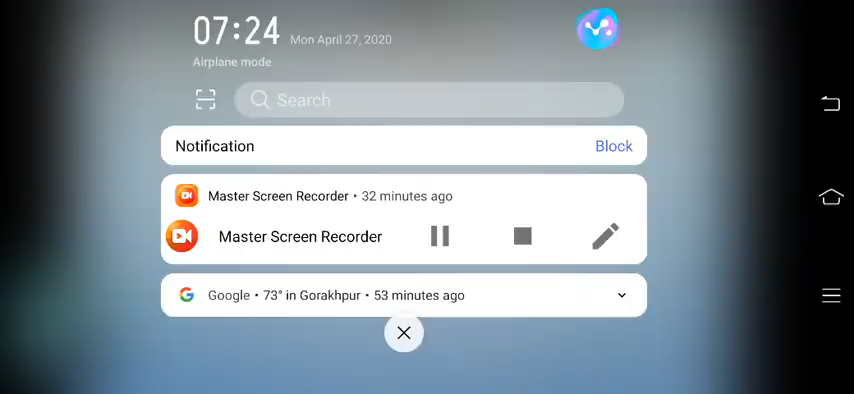 07:24 Mon April 27, 2020
Airplane mode
Search
Notification Block
Master Screen Recorder • 32 minutes ago
Master Screen Recorder
Google • 73° in Gorakhpur • 53 minutes ago